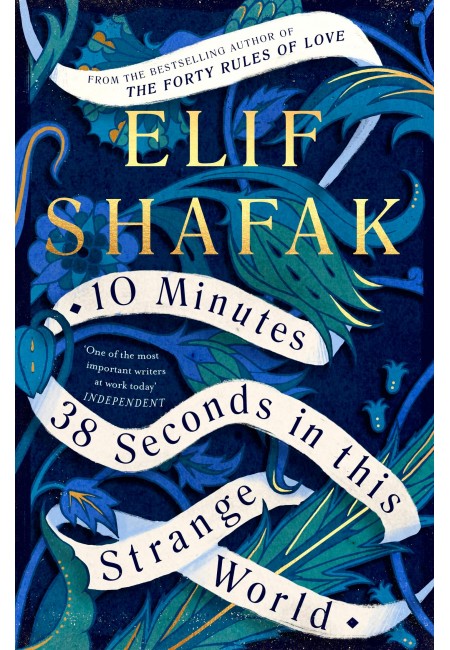 FROM THE BESTSELLING AUTHOR OF
THE FORTY RULES OF LOVE
ELIF
SHAFAK
10 Minutes
'One of the most
important writers
at work today'
INDEPENDENT
38 Seconds in this
Strange
World